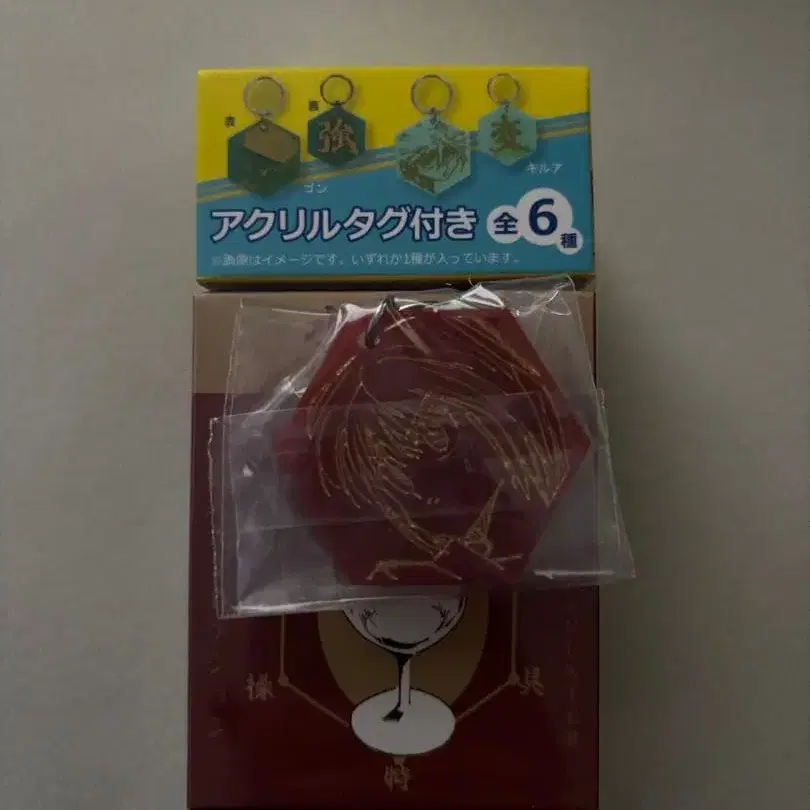 表
裏
強
変
ゴン
キルア
アクリルタグ付き 全6種
※画像はイメージです。いずれか1種が入っています。
操
具
特